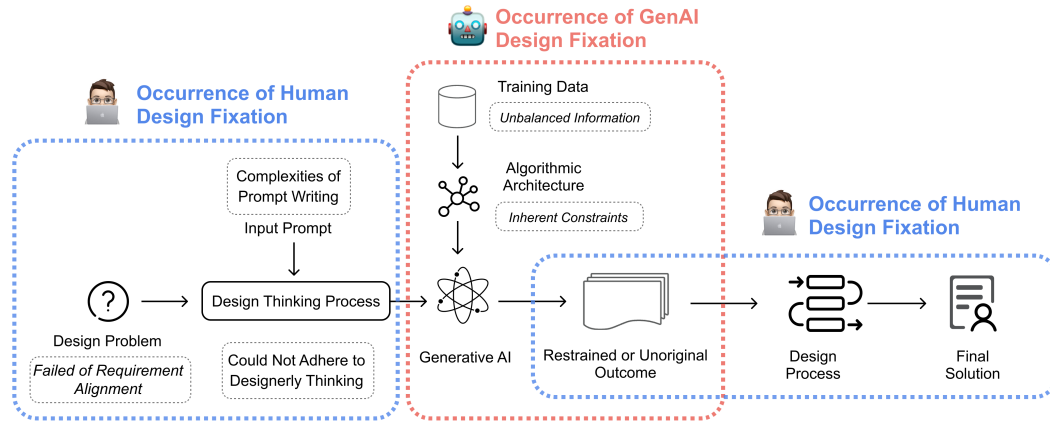 Occurrence of GenAI
Design Fixation
Occurrence of Human
Design Fixation
Training Data
Unbalanced Information
Complexities of
Prompt Writing
Input Prompt
Algorithmic
Architecture
Inherent Constraints
Occurrence of Human
Design Fixation
?
Design Thinking Process
Design Problem
Failed of Requirement
Alignment
Could Not Adhere to
Designerly Thinking
Generative AI
Restrained or Unoriginal
Outcome
Design
Process
Final
Solution